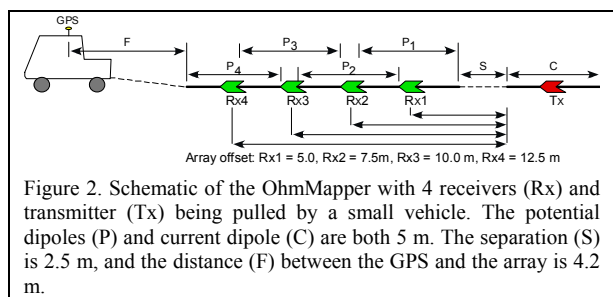 GPS
F
P3
P1
P4
P2
S
C
Rx4
Rx3
Rx2
Rx1
Tx
Array offset: Rx1 = 5.0, Rx2 = 7.5m, Rx3 = 10.0 m, Rx4 = 12.5 m
Figure 2. Schematic of the OhmMapper with 4 receivers (Rx) and
transmitter (Tx) being pulled by a small vehicle. The potential
dipoles (P) and current dipole (C) are both 5 m. The separation (S)
is 2.5 m, and the distance (F) between the GPS and the array is 4.2
m.